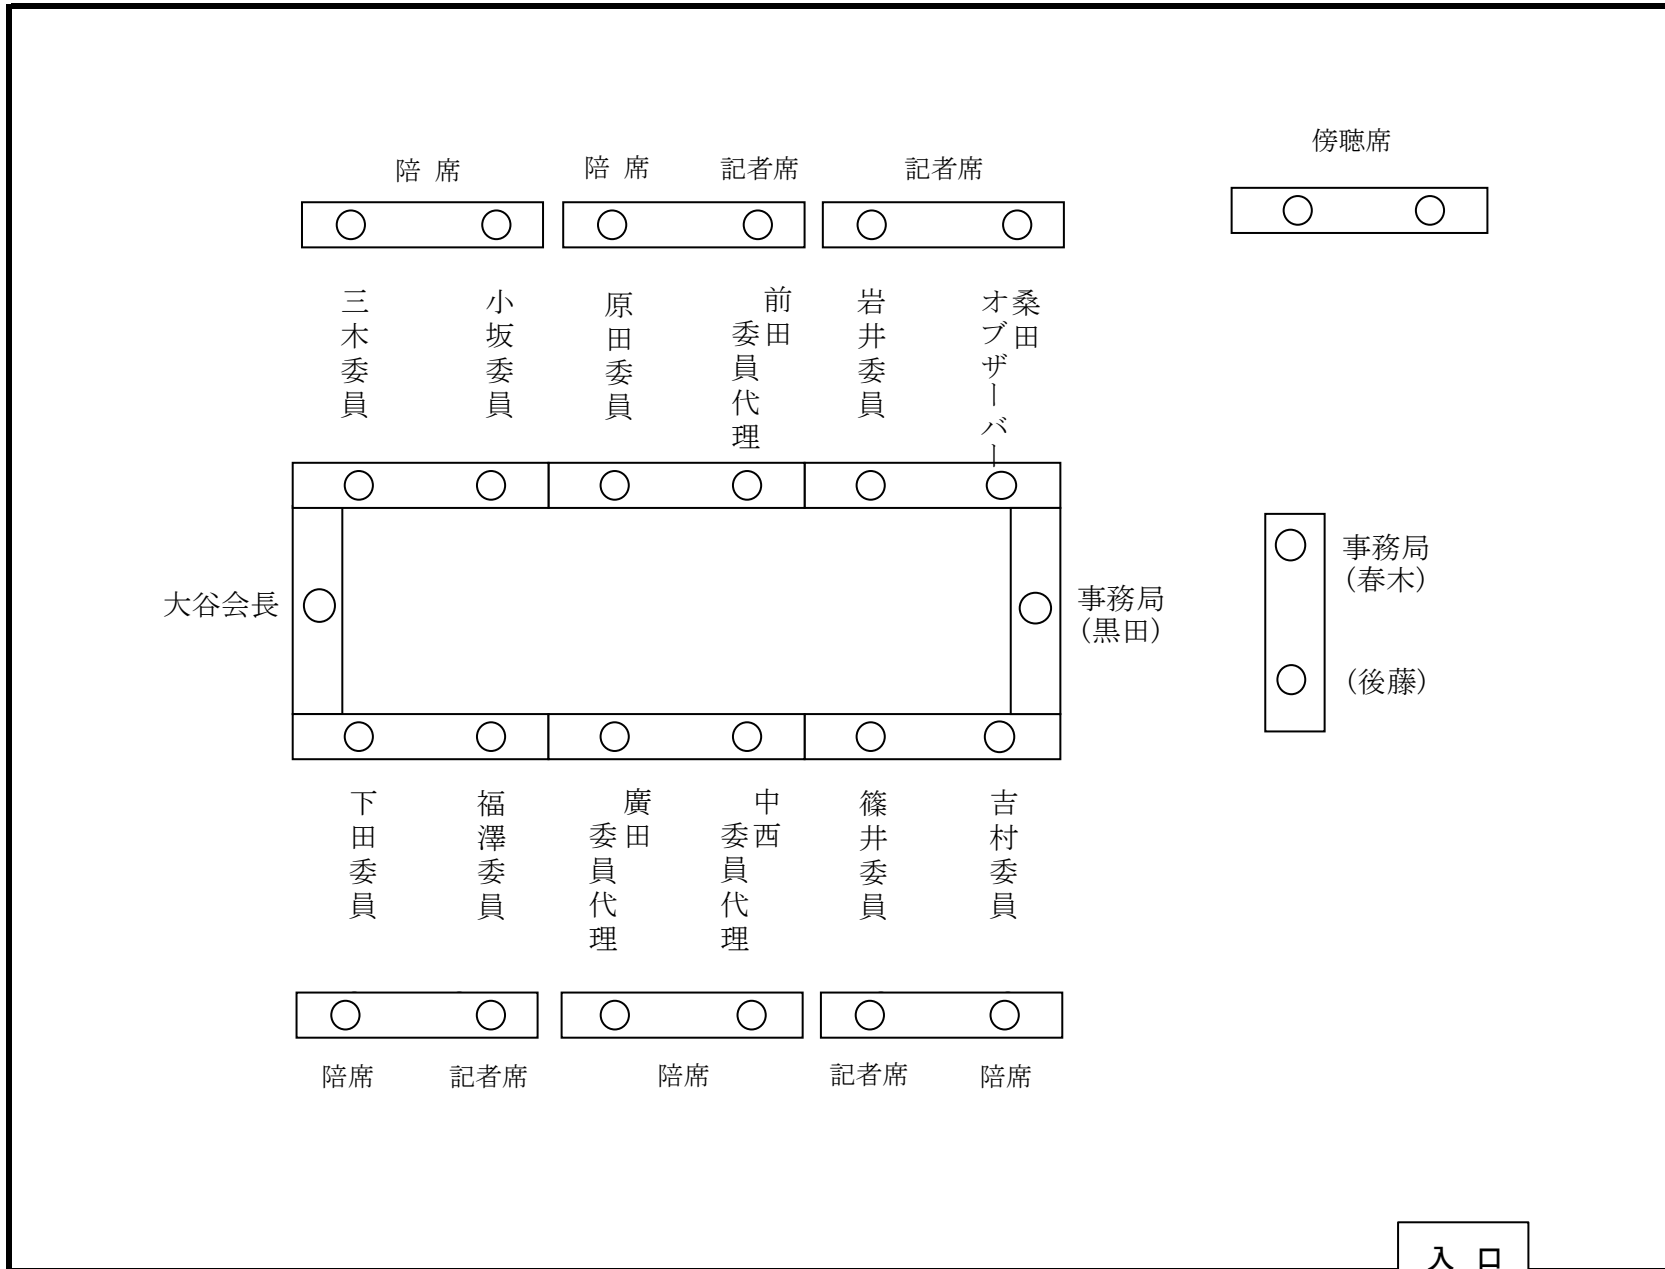 傍聴席
陪 席
陪 席
記者席
記者席
三木委員
小坂委員
原田委員
前田
委員代理
岩井委員
桑田
オブザーバー
大谷会長
事務局
(黒田)
事務局
(春木)
(後藤)
下田委員
福澤委員
廣田
委員代理
中西
委員代理
篠井委員
吉村委員
陪席
記者席
陪席
記者席
陪席
入 口